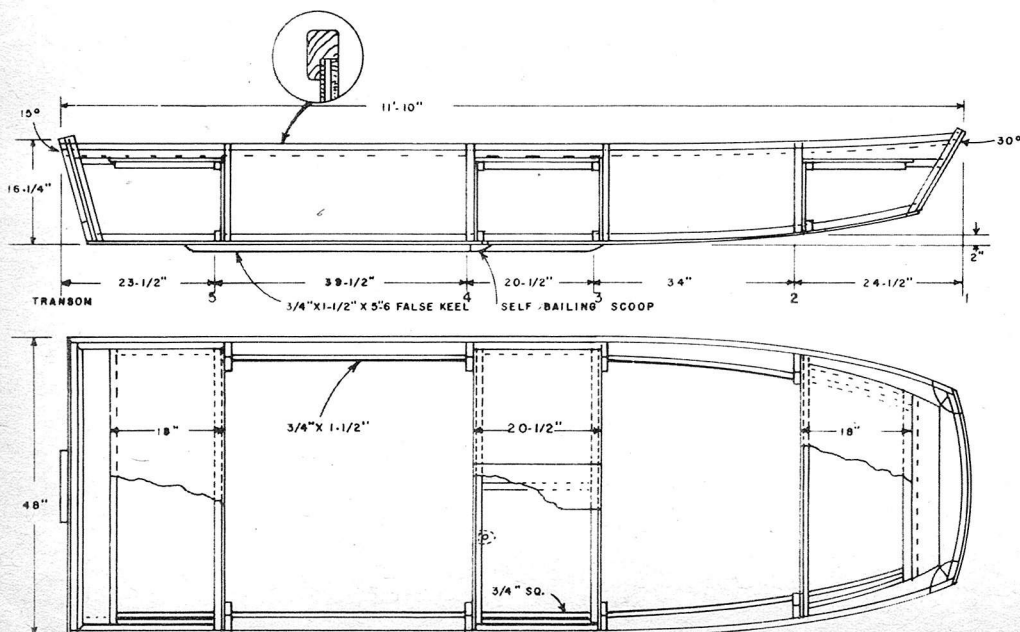 11'-10"
15°
30°
16-1/4"
2"
23-1/2" 39-1/2" 20-1/2" 34" 24-1/2"
TRANSOM 5 4 3 2 1
3/4"X1-1/2" X 5'-6 FALSE KEEL SELF BAILING SCOOP
18" 20-1/2" 18"
3/4"X 1-1/2"
48"
3/4" SQ.